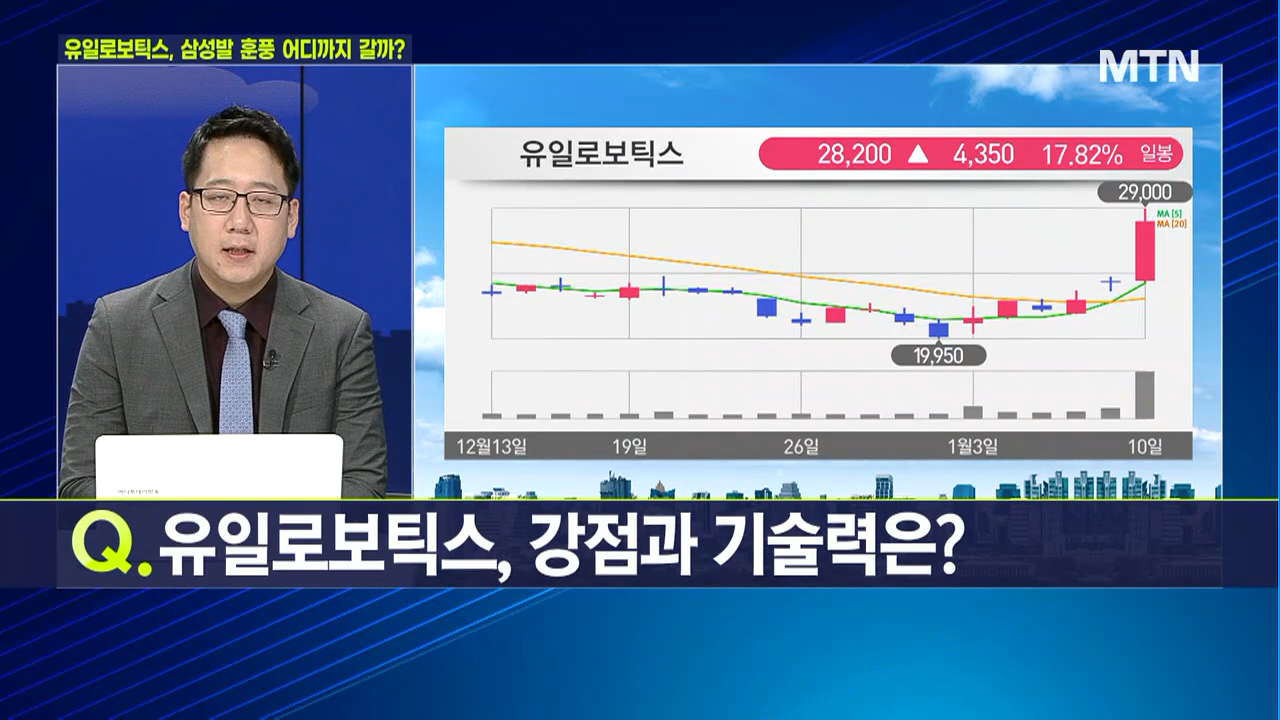 유일로보틱스, 삼성발 훈풍 어디까지 갈까?
MTN
유일로보틱스
28,200 ▲ 4,350 17.82% 일봉
29,000
MA [5]
MA [20]
19,950
12월13일 19일 26일 1월3일 10일
Q. 유일로보틱스, 강점과 기술력은?